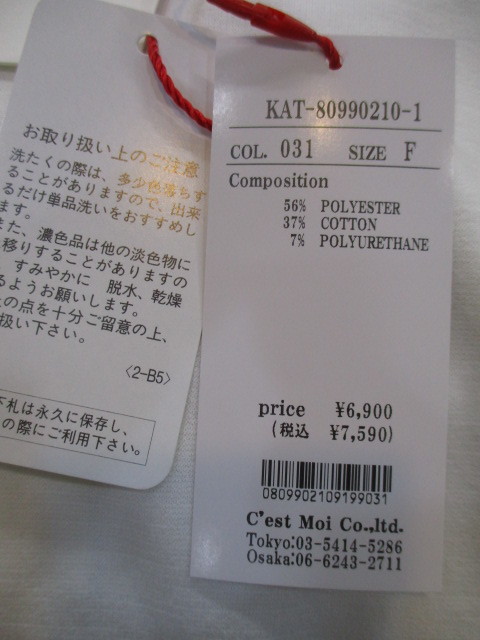 お取り扱い上のご注意
洗たくの際は、多少色落ちす
ることがありますので、出来
るだけ単品洗いをおすすめし
ます。
また、濃色品は他の淡色物に
移りすることがありますの
すみやかに 脱水、乾燥
るようお願いします。
の点を十分ご留意の上、
扱い下さい。
〈2-B5〉
下札は永久に保存し、
の際にご利用下さい。
KAT-80990210-1
COL. 031 SIZE F
Composition
56% POLYESTER
37% COTTON
7% POLYURETHANE
price ¥6,900
(税込 ¥7,590)
0809902109199031
C'est Moi Co.,ltd.
Tokyo:03-5414-5286
Osaka:06-6243-2711